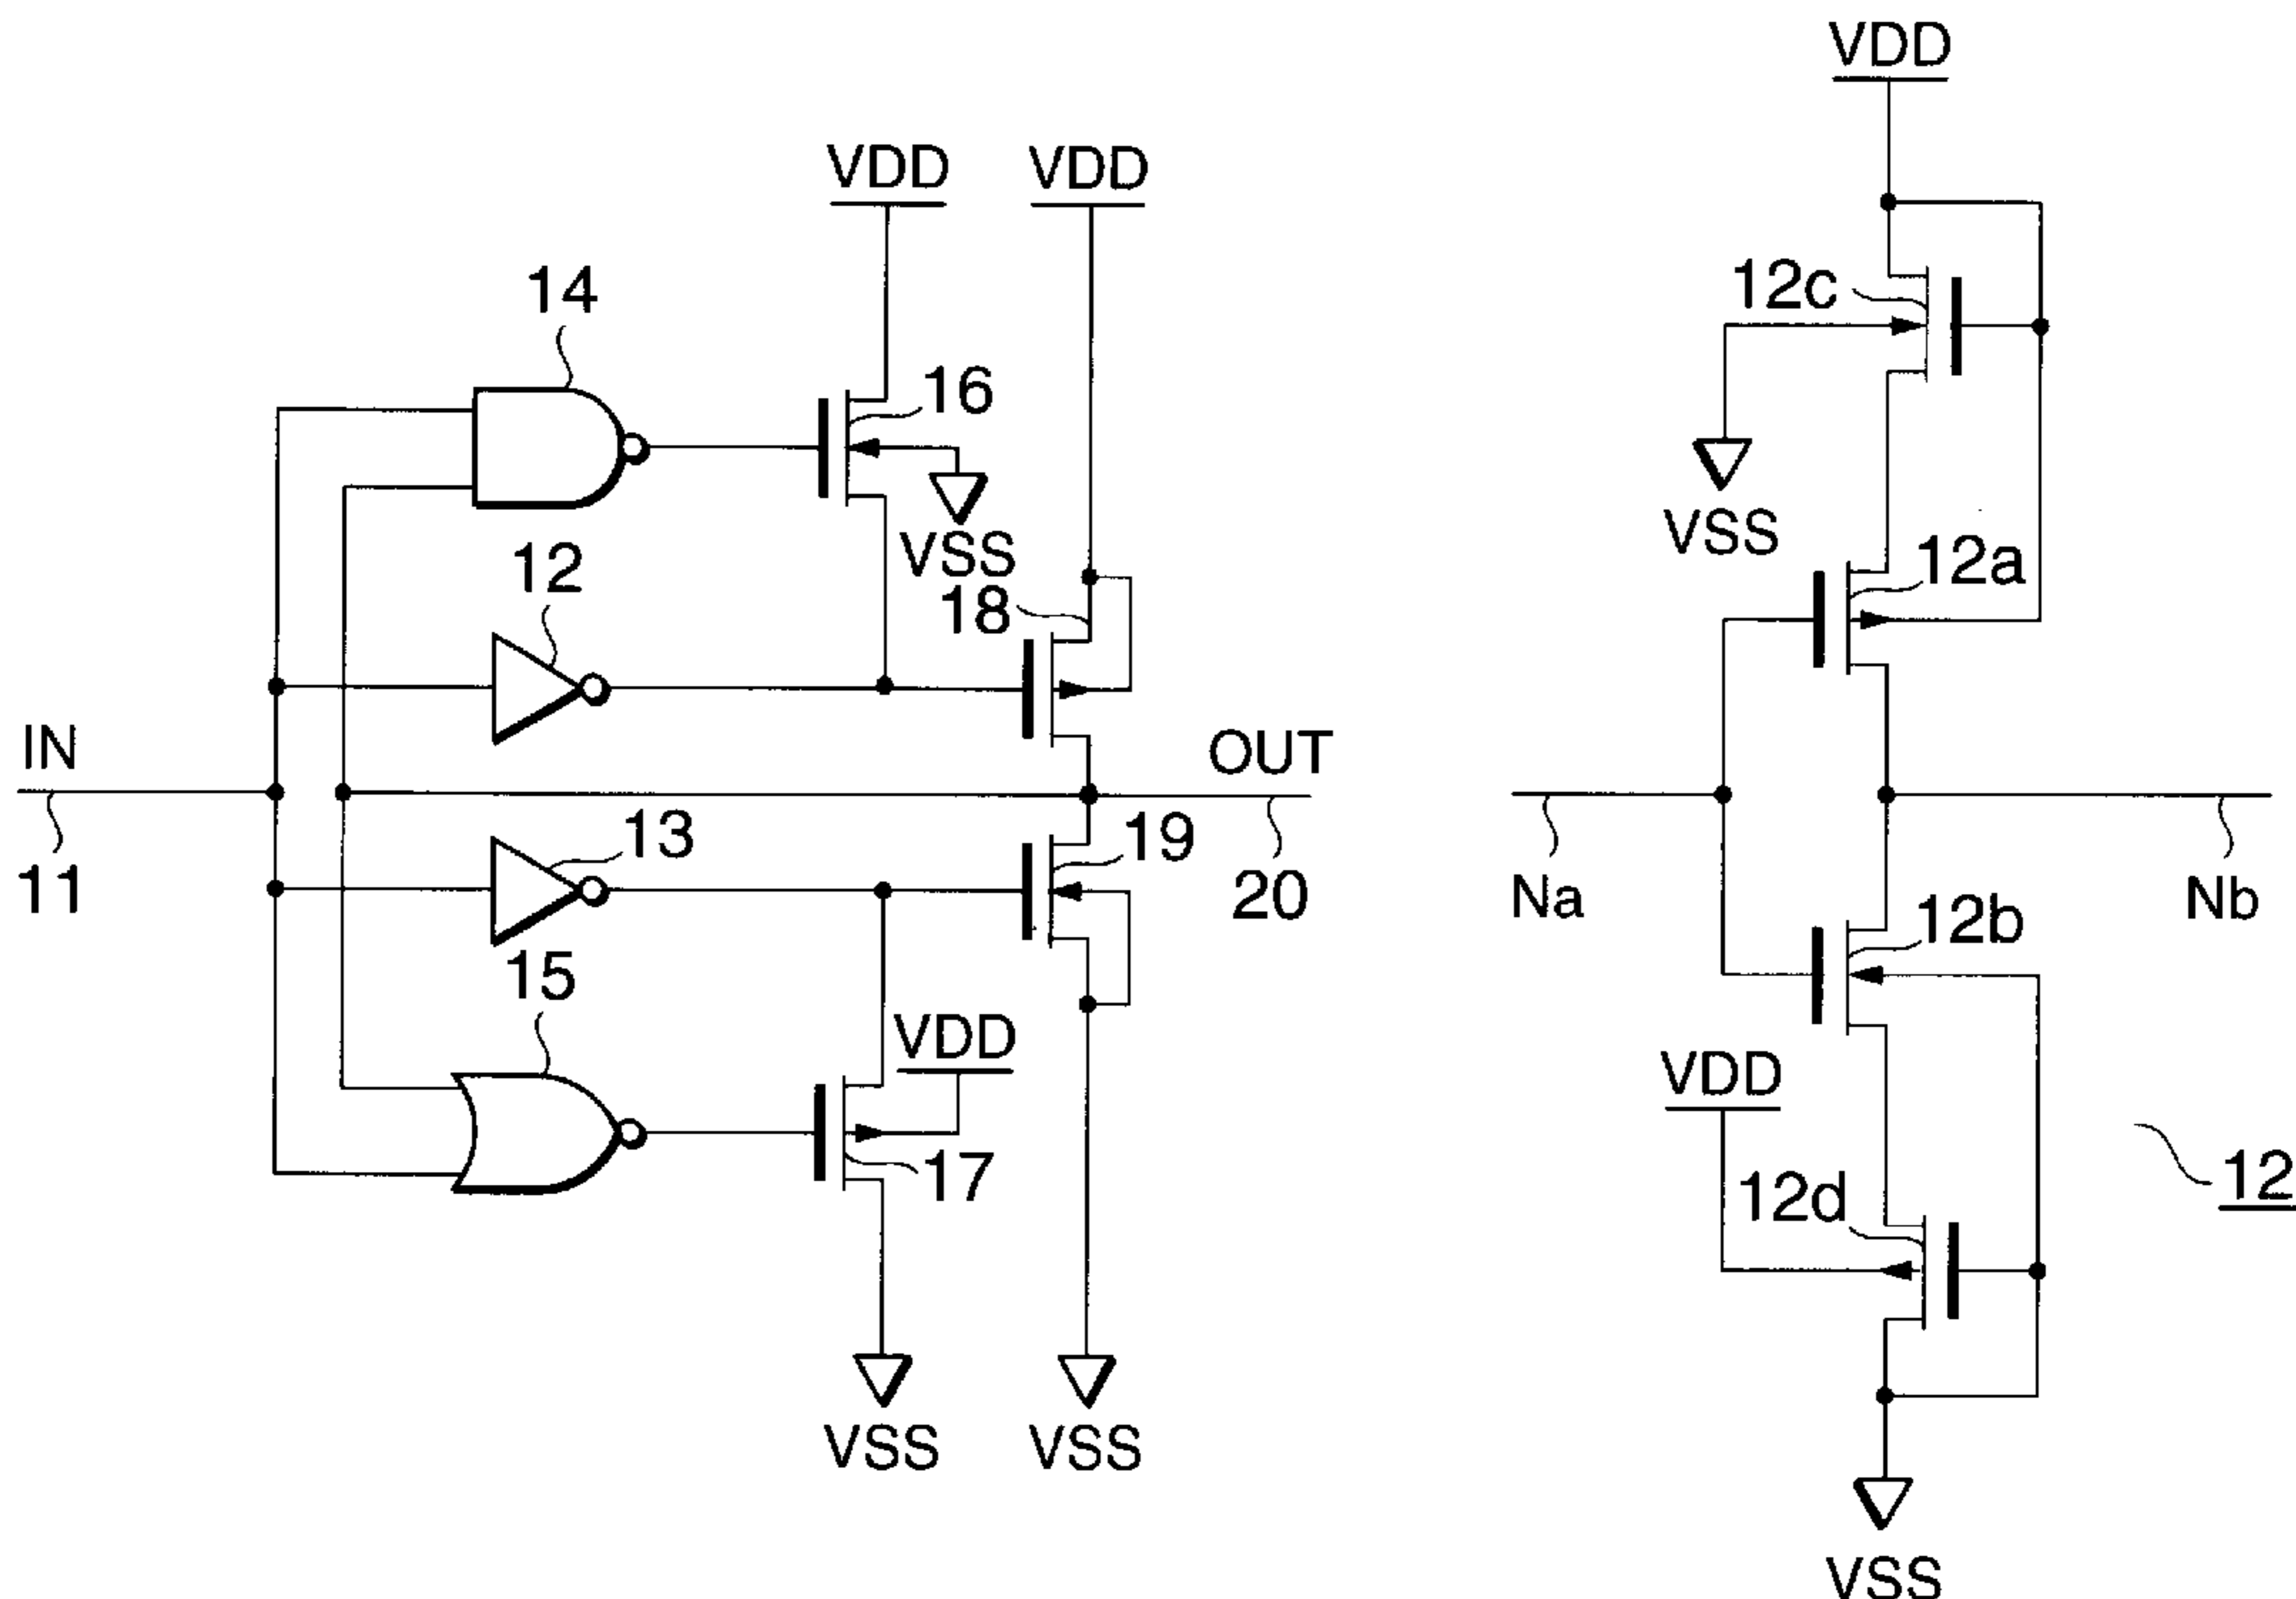 VDD
VDD VDD
14
12c
16
VSS
VSS
12
12a
18
IN
OUT
13
19
11
20
Na
Nb
12b
15
VDD
VDD
12d
12
17
VSS
VSS
VSS